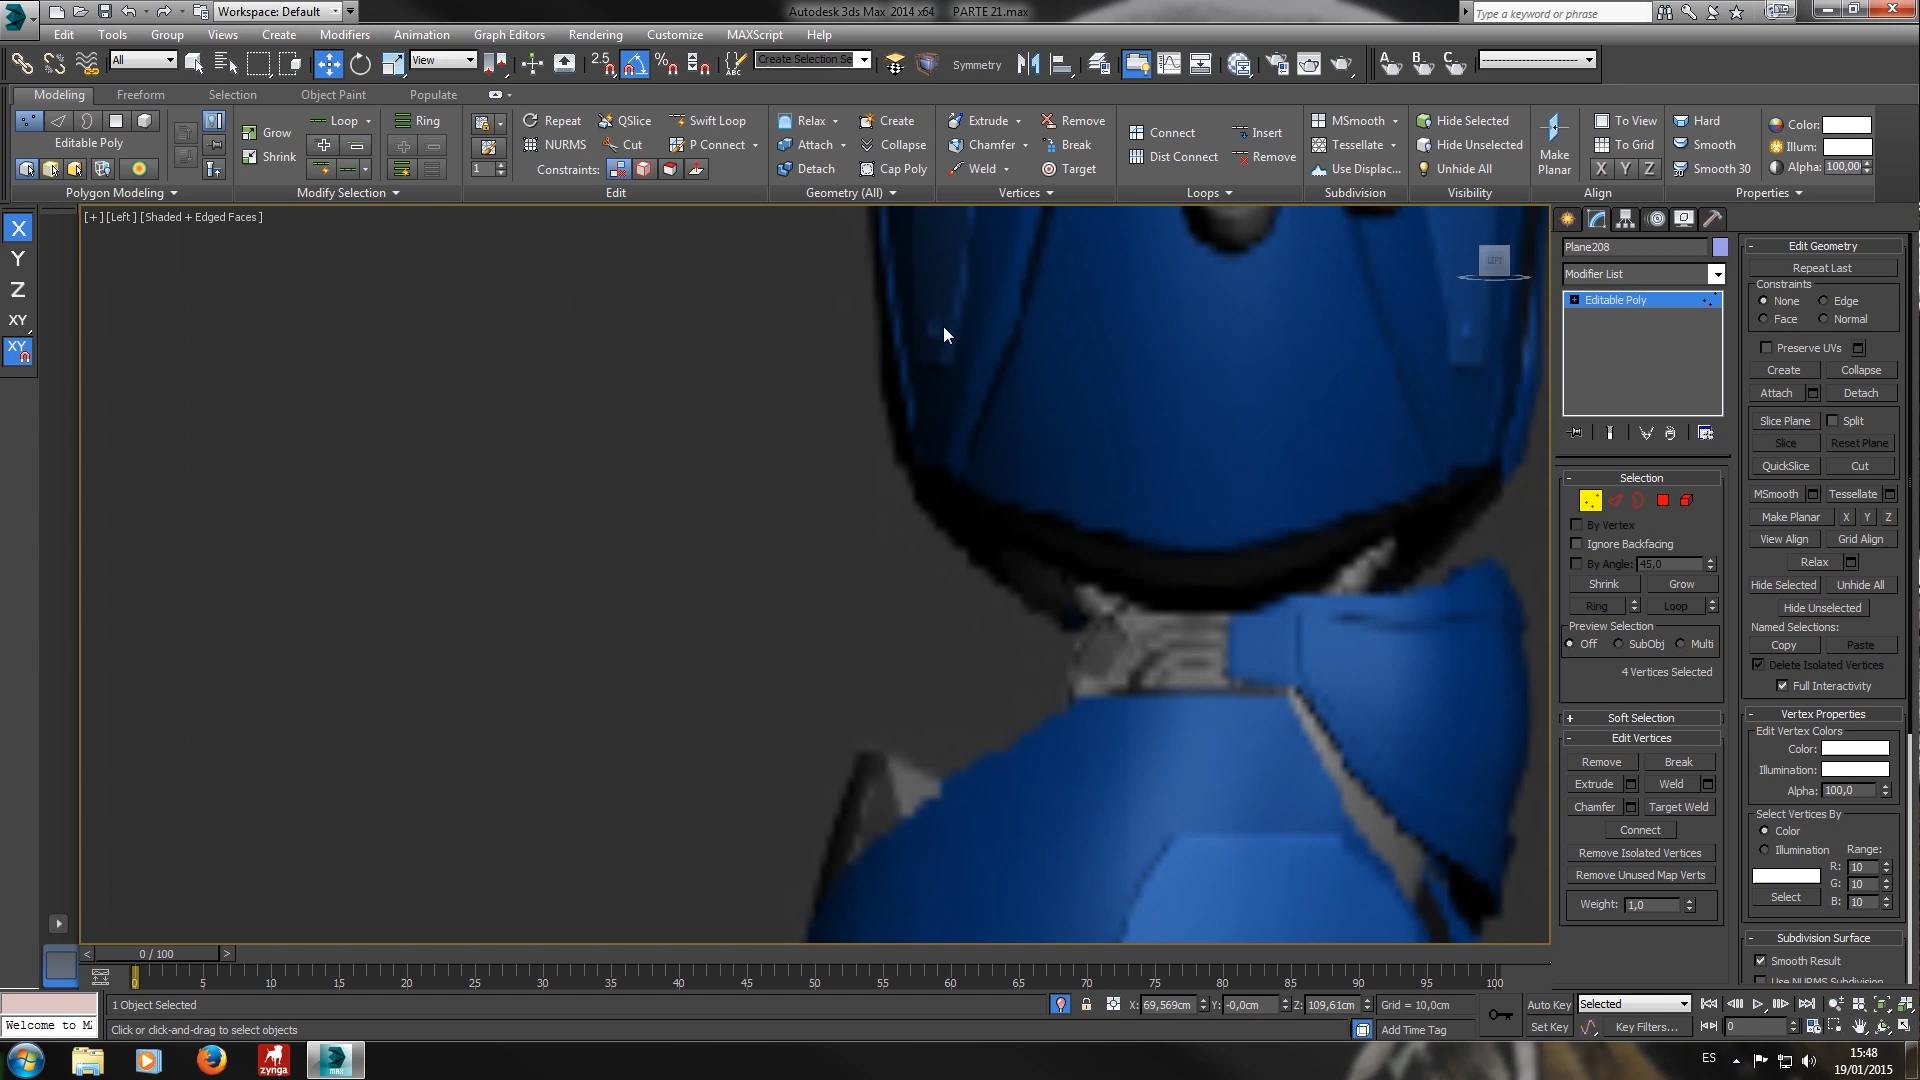 Workspace: Default
Autodesk 3ds Max 2014 x64 PARTE 21.max
Type a keyword or phrase
Edit Tools Group Views Create Modifiers Animation Graph Editors Rendering Customize MAXScript Help
All View 2.5 Create Selection Se Symmetry A... B... C...
Modeling Freeform Selection Object Paint Populate
Editable Poly
Polygon Modeling
Grow
Shrink
Loop
Ring
Modify Selection
1
Repeat QSlice Swift Loop
NURMS Cut P Connect
Constraints:
Edit
Relax Create
Attach Collapse
Detach Cap Poly
Geometry (All)
Extrude Remove
Chamfer Break
Weld Target
Vertices
Connect Insert
Dist Connect Remove
Loops
MSmooth
Tessellate
Use Displac...
Subdivision
Hide Selected
Hide Unselected
Unhide All
Visibility
Make
Planar
To View
To Grid
X Y Z
Align
Hard
Smooth
Smooth 30
Color:
Illum:
Alpha: 100,00
Properties
X
Y
Z
XY
XY
[+] [Left ] [Shaded + Edged Faces ]
LEFT
Plane208
Modifier List
Editable Poly
Selection
By Vertex
Ignore Backfacing
By Angle: 45,0
Shrink Grow
Ring Loop
Preview Selection
Off SubObj Multi
4 Vertices Selected
Soft Selection
Edit Vertices
Remove Break
Extrude Weld
Chamfer Target Weld
Connect
Remove Isolated Vertices
Remove Unused Map Verts
Weight: 1,0
Edit Geometry
Repeat Last
Constraints
None Edge
Face Normal
Preserve UVs
Create Collapse
Attach Detach
Slice Plane Split
Slice Reset Plane
QuickSlice Cut
MSmooth Tessellate
Make Planar X Y Z
View Align Grid Align
Relax
Hide Selected Unhide All
Hide Unselected
Named Selections:
Copy Paste
Delete Isolated Vertices
Full Interactivity
Vertex Properties
Edit Vertex Colors
Color:
Illumination:
Alpha: 100,0
Select Vertices By
Color
Illumination Range:
R: 10
G: 10
B: 10
Select
Subdivision Surface
Smooth Result
Use NURMS Subdivision
0 / 100
0 5 10 15 20 25 30 35 40 45 50 55 60 65 70 75 80 85 90 95 100
1 Object Selected
X: 69,569cm Y: -0,0cm Z: 109,61cm Grid = 10,0cm
Auto Key Selected
Welcome to M
Click or click-and-drag to select objects
Add Time Tag
Set Key Key Filters... 0
zynga
MAX
ES
15:48
19/01/2015